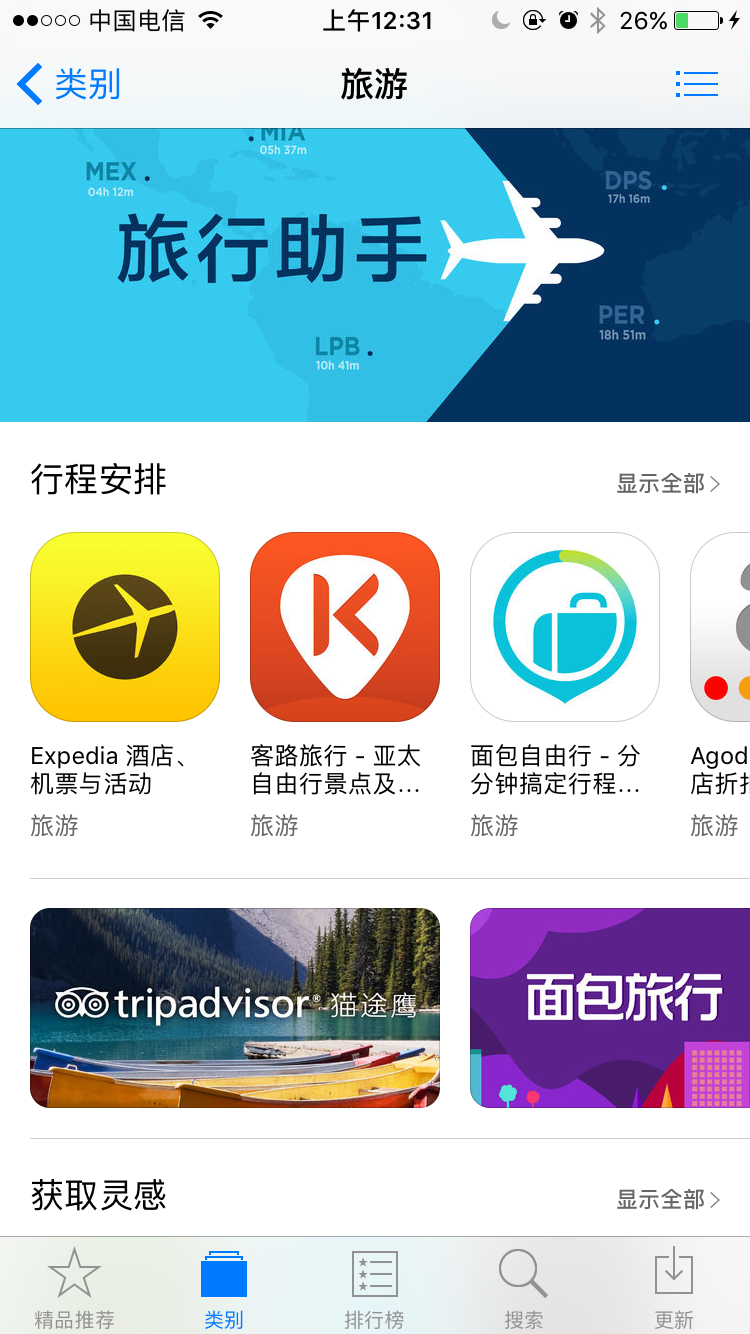 中国电信
上午12:31
26%
类别
旅游
MIA
05h 37m
MEX
04h 12m
DPS
17h 16m
旅行助手
PER
18h 51m
LPB
10h 41m
行程安排
显示全部
Expedia 酒店、
机票与活动
旅游
客路旅行 - 亚太
自由行景点及...
旅游
面包自由行 - 分
分钟搞定行程...
旅游
Agod
店折扣
旅游
tripadvisor® 猫途鹰
面包旅行
获取灵感
显示全部
精品推荐
类别
排行榜
搜索
更新